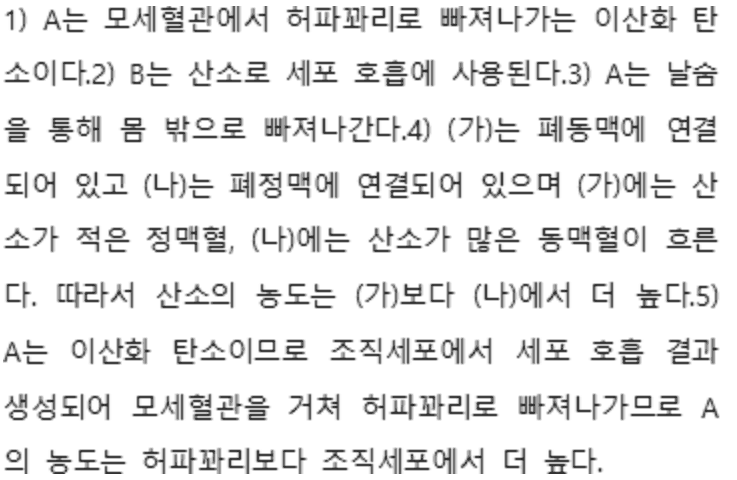 1) A는 모세혈관에서 허파꽈리로 빠져나가는 이산화 탄
소이다.2) B는 산소로 세포 호흡에 사용된다.3) A는 날숨
을 통해 몸 밖으로 빠져나간다.4) (가)는 폐동맥에 연결
되어 있고 (나)는 폐정맥에 연결되어 있으며 (가)에는 산
소가 적은 정맥혈, (나)에는 산소가 많은 동맥혈이 흐른
다. 따라서 산소의 농도는 (가)보다 (나)에서 더 높다.5)
A는 이산화 탄소이므로 조직세포에서 세포 호흡 결과
생성되어 모세혈관을 거쳐 허파꽈리로 빠져나가므로 A
의 농도는 허파꽈리보다 조직세포에서 더 높다.